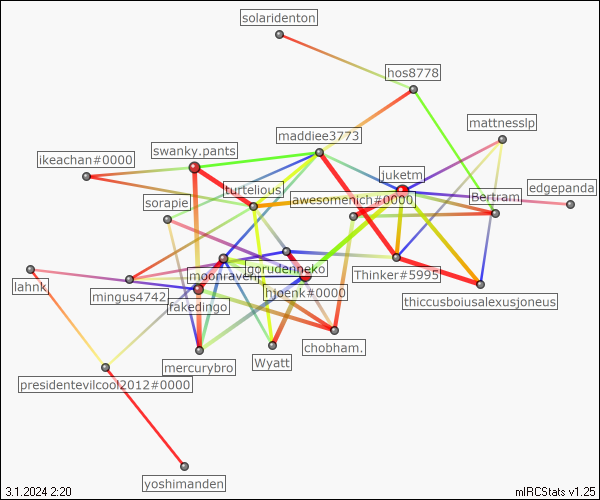 solaridenton
hos8778
mattnesslp
maddiee3773
swanky.pants
ikeachan#0000
juketm
edgepanda
turtelious
awesomenich#0000
Bertram
sorapie
gorudenneko
Thinker#5995
lahnk
mingus4742
moonraven
hjoenk#0000
thiccusboiusalexusjoneus
fakedingo
chobham.
mercurybro
Wyatt
presidentevilcool2012#0000
yoshimanden
3.1.2024 2:20
mIRCStats v1.25